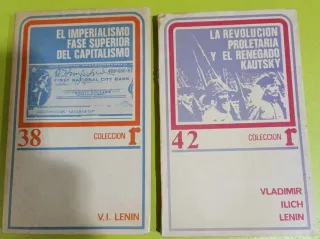 EL IMPERIALISMO
FASE SUPERIOR
DEL CAPITALISMO
FIRST NATIONAL CITY BANK
38
COLECCION r
V.I. LENIN
LA REVOLUCION
PROLETARIA
Y EL RENEGADO
KAUTSKY
42
COLECCION r
VLADIMIR
ILICH
LENIN